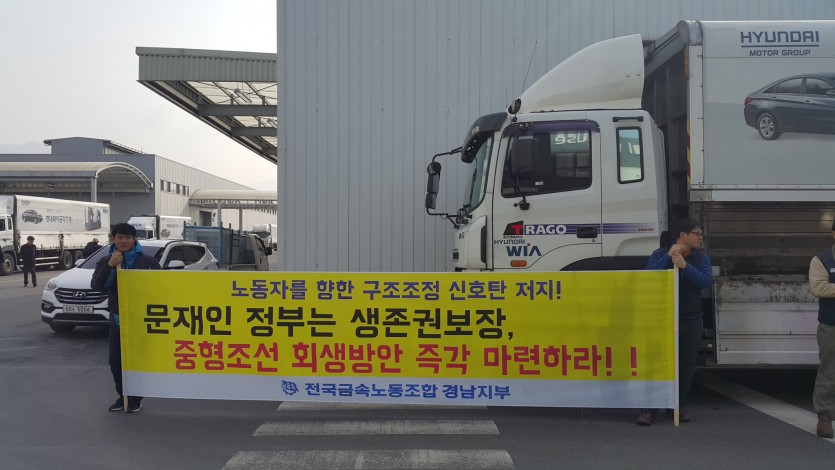 HYUNDAI
MOTOR GROUP
TRAGO
HYUNDAI
WIA
노동자를 향한 구조조정 신호탄 저지!
문재인 정부는 생존권보장,
중형조선 회생방안 즉각 마련하라! !
전국금속노동조합 경남지부